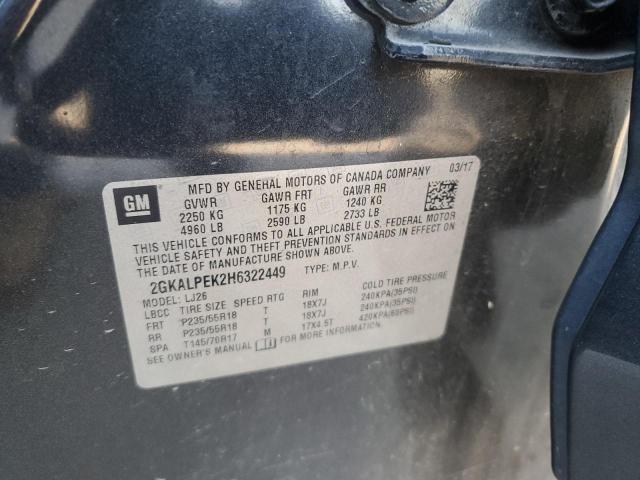 GM
MFD BY GENERAL MOTORS OF CANADA COMPANY 03/17
GVWR GAWR FRT GAWR RR
2250 KG 1175 KG 1240 KG
4960 LB 2590 LB 2733 LB
THIS VEHICLE CONFORMS TO ALL APPLICABLE U.S. FEDERAL MOTOR
VEHICLE SAFETY AND THEFT PREVENTION STANDARDS IN EFFECT ON
THE DATE OF MANUFACTURE SHOWN ABOVE.
2GKALPEK2H6322449 TYPE: M.P.V.
MODEL: LJ26
LBCC TIRE SIZE SPEED RTG RIM COLD TIRE PRESSURE
FRT P235/55R18 T 18X7J 240KPA(35PSI)
RR P235/55R18 T 18X7J 240KPA(35PSI)
SPA T145/70R17 M 17X4.5T 420KPA(60PSI)
SEE OWNER'S MANUAL FOR MORE INFORMATION.